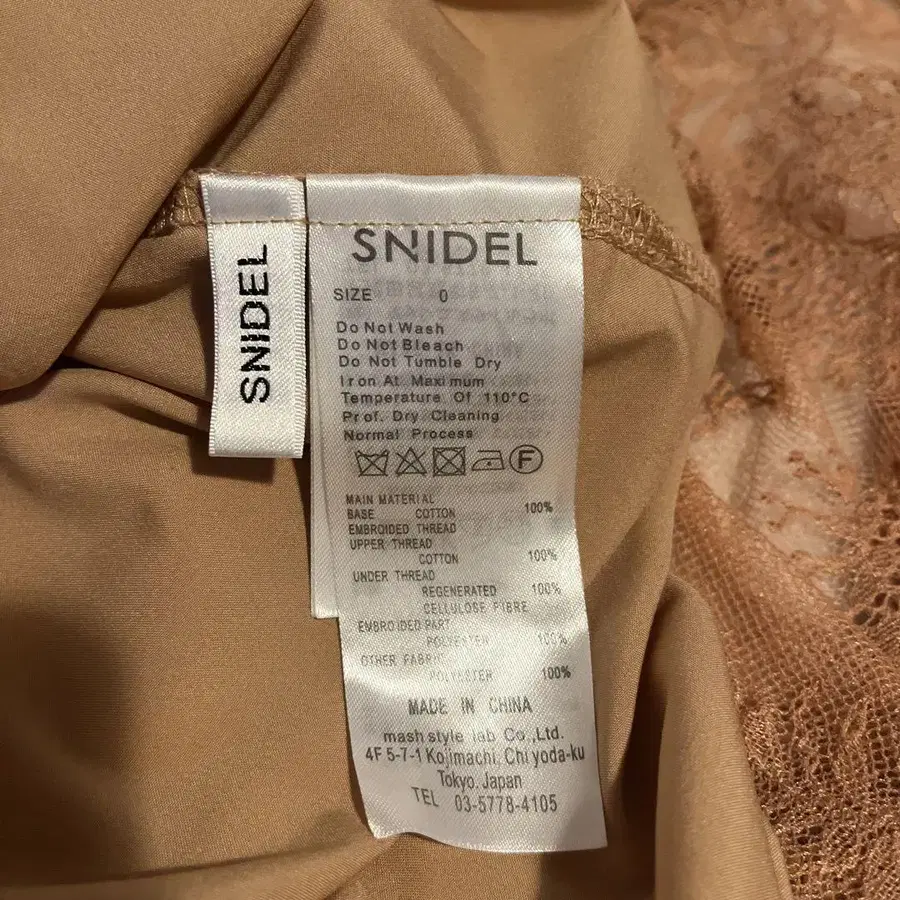 SNIDEL
SNIDEL
SIZE 0
Do Not Wash
Do Not Bleach
Do Not Tumble Dry
Iron At Maximum
Temperature Of 110°C
Prof. Dry Cleaning
Normal Process
F
MAIN MATERIAL
BASE COTTON 100%
EMBROIDED THREAD
UPPER THREAD
COTTON 100%
UNDER THREAD
REGENERATED 100%
CELLULOSE FIBRE
EMBROIDED PART
POLYESTER 100%
OTHER FABRIC
POLYESTER 100%
MADE IN CHINA
mash style lab Co.,Ltd.
4F 5-7-1 Kojimachi, Chiyoda-ku
Tokyo, Japan
TEL 03-5778-4105